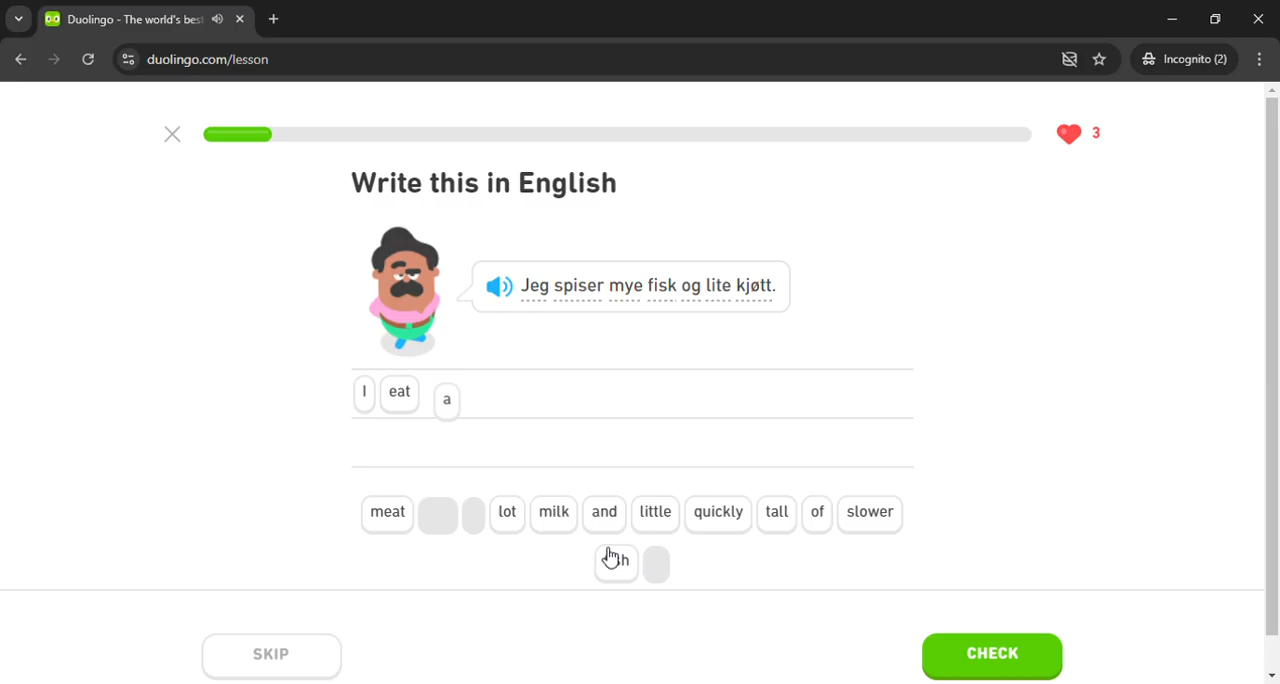 Duolingo - The world's bes
duolingo.com/lesson
Incognito (2)
3
Write this in English
Jeg spiser mye fisk og lite kjøtt.
I eat a
meat lot milk and little quickly tall of slower
SKIP
CHECK